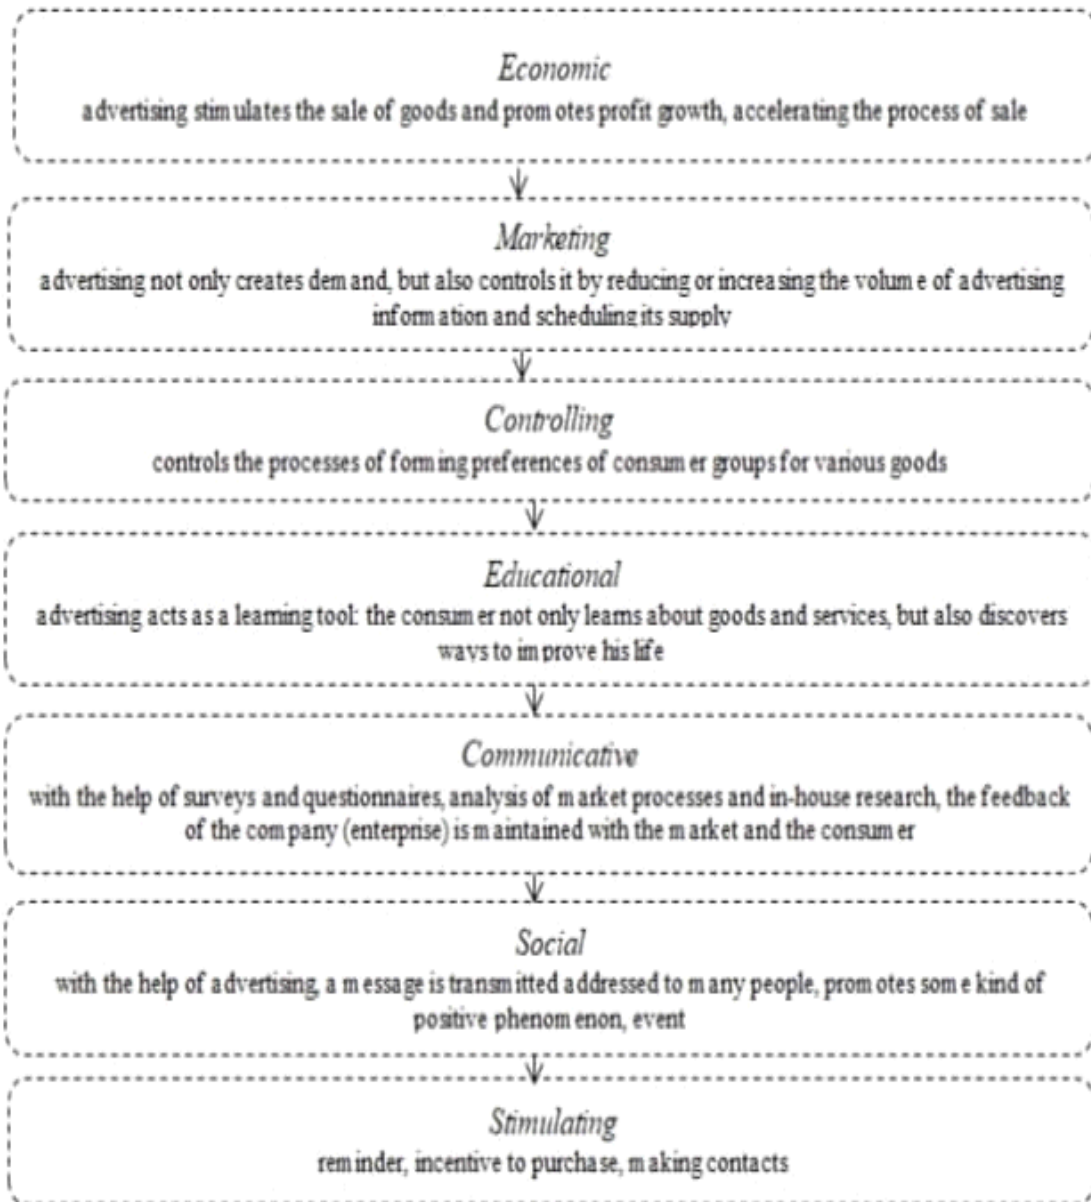 Economic
advertising stimulates the sale of goods and promotes profit growth, accelerating the process of sale
Marketing
advertising not only creates demand, but also controls it by reducing or increasing the volume of advertising
information and scheduling its supply
Controlling
controls the processes of forming preferences of consumer groups for various goods
Educational
advertising acts as a learning tool: the consumer not only learns about goods and services, but also discovers
ways to improve his life
Communicative
with the help of surveys and questionnaires, analysis of market processes and in-house research, the feedback
of the company (enterprise) is maintained with the market and the consumer
Social
with the help of advertising, a message is transmitted addressed to many people, promotes some kind of
positive phenomenon, event
Stimulating
reminder, incentive to purchase, making contacts